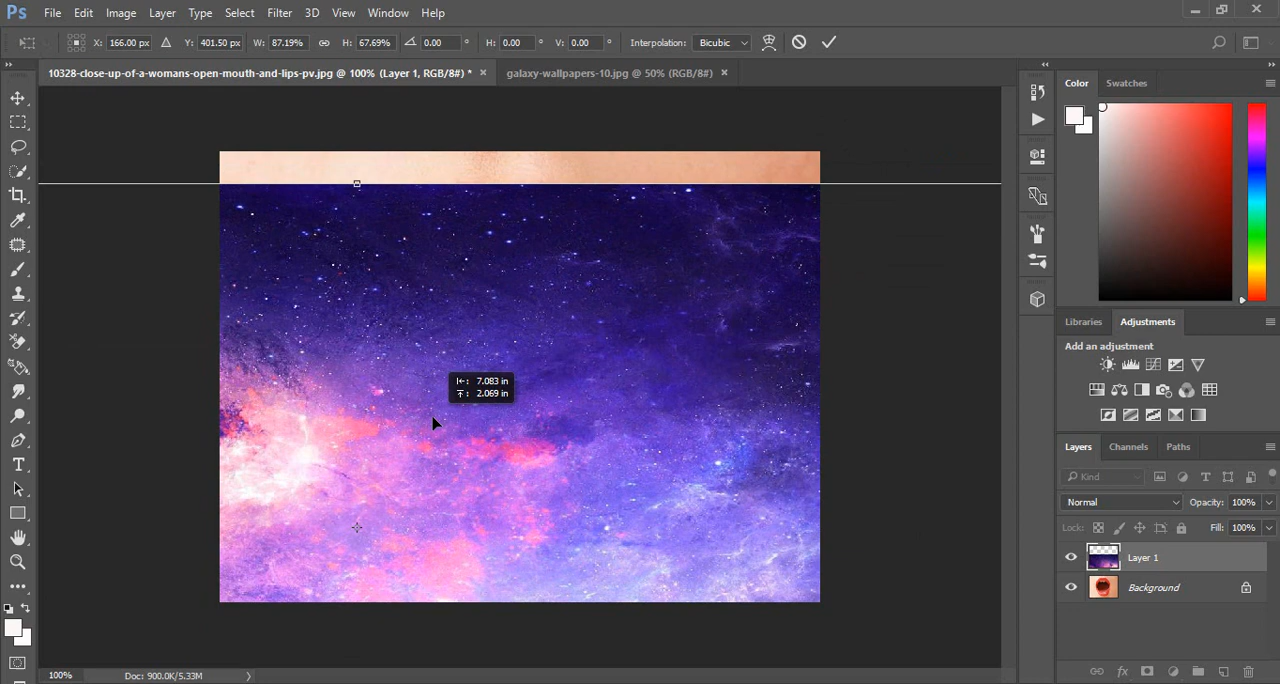 Ps File Edit Image Layer Type Select Filter 3D View Window Help
X: 166.00 px Y: 401.50 px W: 87.19% H: 67.69% 0.00 ° H: 0.00 ° V: 0.00 ° Interpolation: Bicubic
10328-close-up-of-a-womans-open-mouth-and-lips-pv.jpg @ 100% (Layer 1, RGB/8#) * × galaxy-wallpapers-10.jpg @ 50% (RGB/8#) ×
Color Swatches
Libraries Adjustments
Add an adjustment
7.083 in
2.069 in
Layers Channels Paths
Kind
Normal Opacity: 100%
Lock: Fill: 100%
Layer 1
Background
100% Doc: 900.0K/5.33M